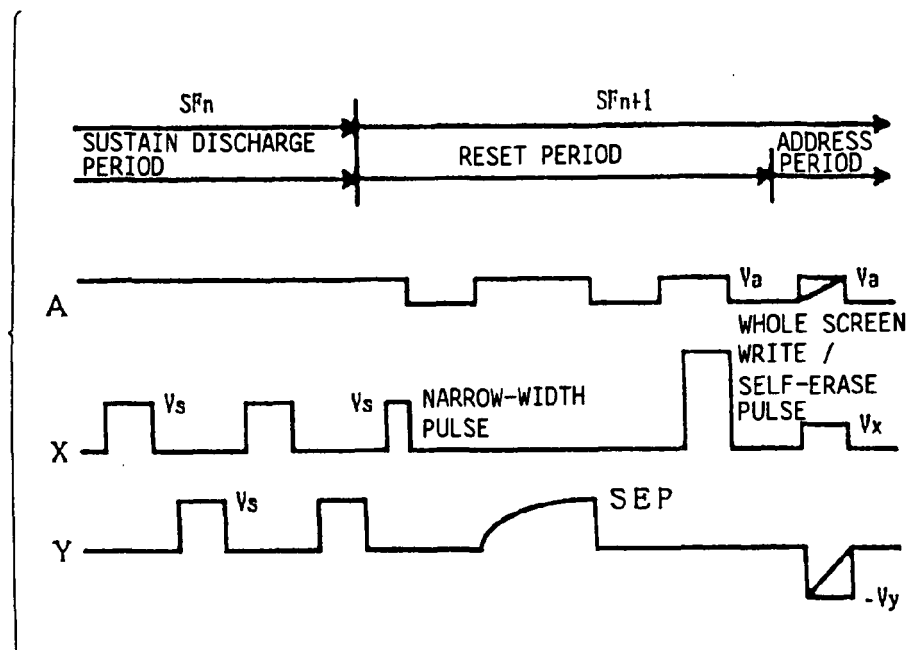 SFn
SFn+1
SUSTAIN DISCHARGE
PERIOD
RESET PERIOD
ADDRESS
PERIOD
A
Va
Va
WHOLE SCREEN
WRITE /
SELF-ERASE
PULSE
X
Vs
Vs
NARROW-WIDTH
PULSE
Vx
Y
Vs
SEP
-Vy